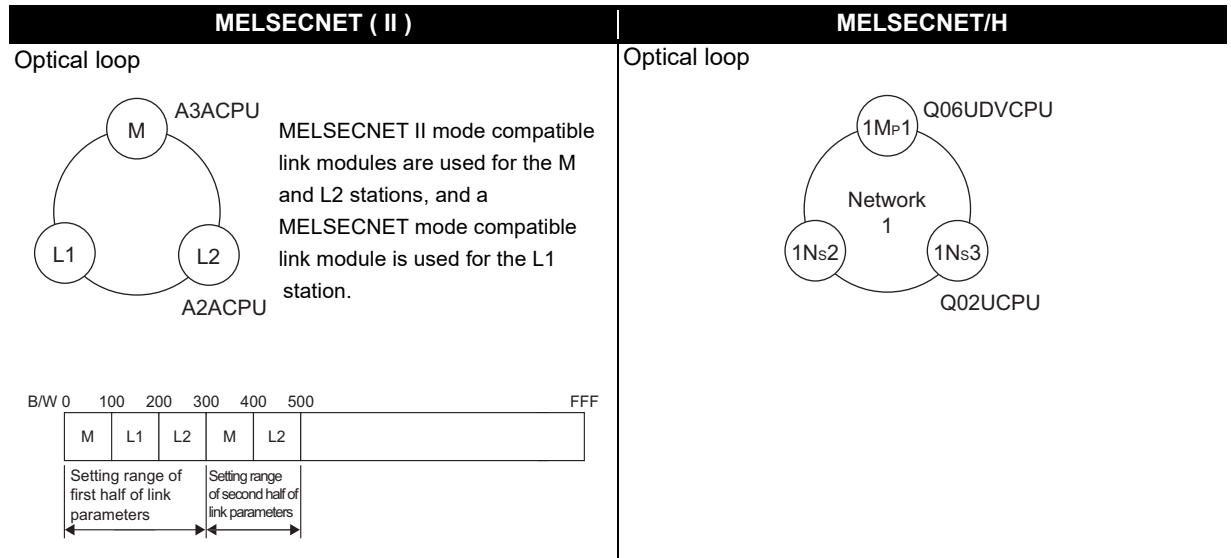 MELSECNET ( II )
MELSECNET/H
Optical loop
M
A3ACPU
L1
L2
A2ACPU
MELSECNET II mode compatible
link modules are used for the M
and L2 stations, and a
MELSECNET mode compatible
link module is used for the L1
station.
B/W 0 100 200 300 400 500 FFF
M L1 L2 M L2
Setting range of
first half of link
parameters
Setting range
of second half of
link parameters
Optical loop
1MP1
Q06UDVCPU
Network
1
1NS2
1NS3
Q02UCPU